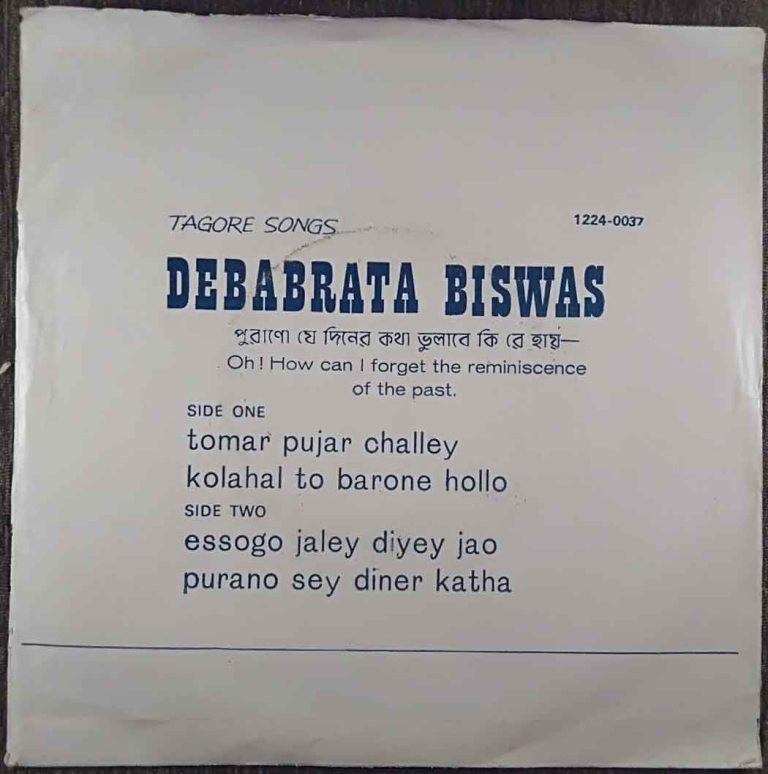 TAGORE SONGS
1224-0037
DEBABRATA BISWAS
পুরাণো যে দিনের কথা ভুলাবে কি রে হায়—
Oh! How can I forget the reminiscence
of the past.
SIDE ONE
tomar pujar challey
kolahal to barone hollo
SIDE TWO
essogo jaley diyey jao
purano sey diner katha